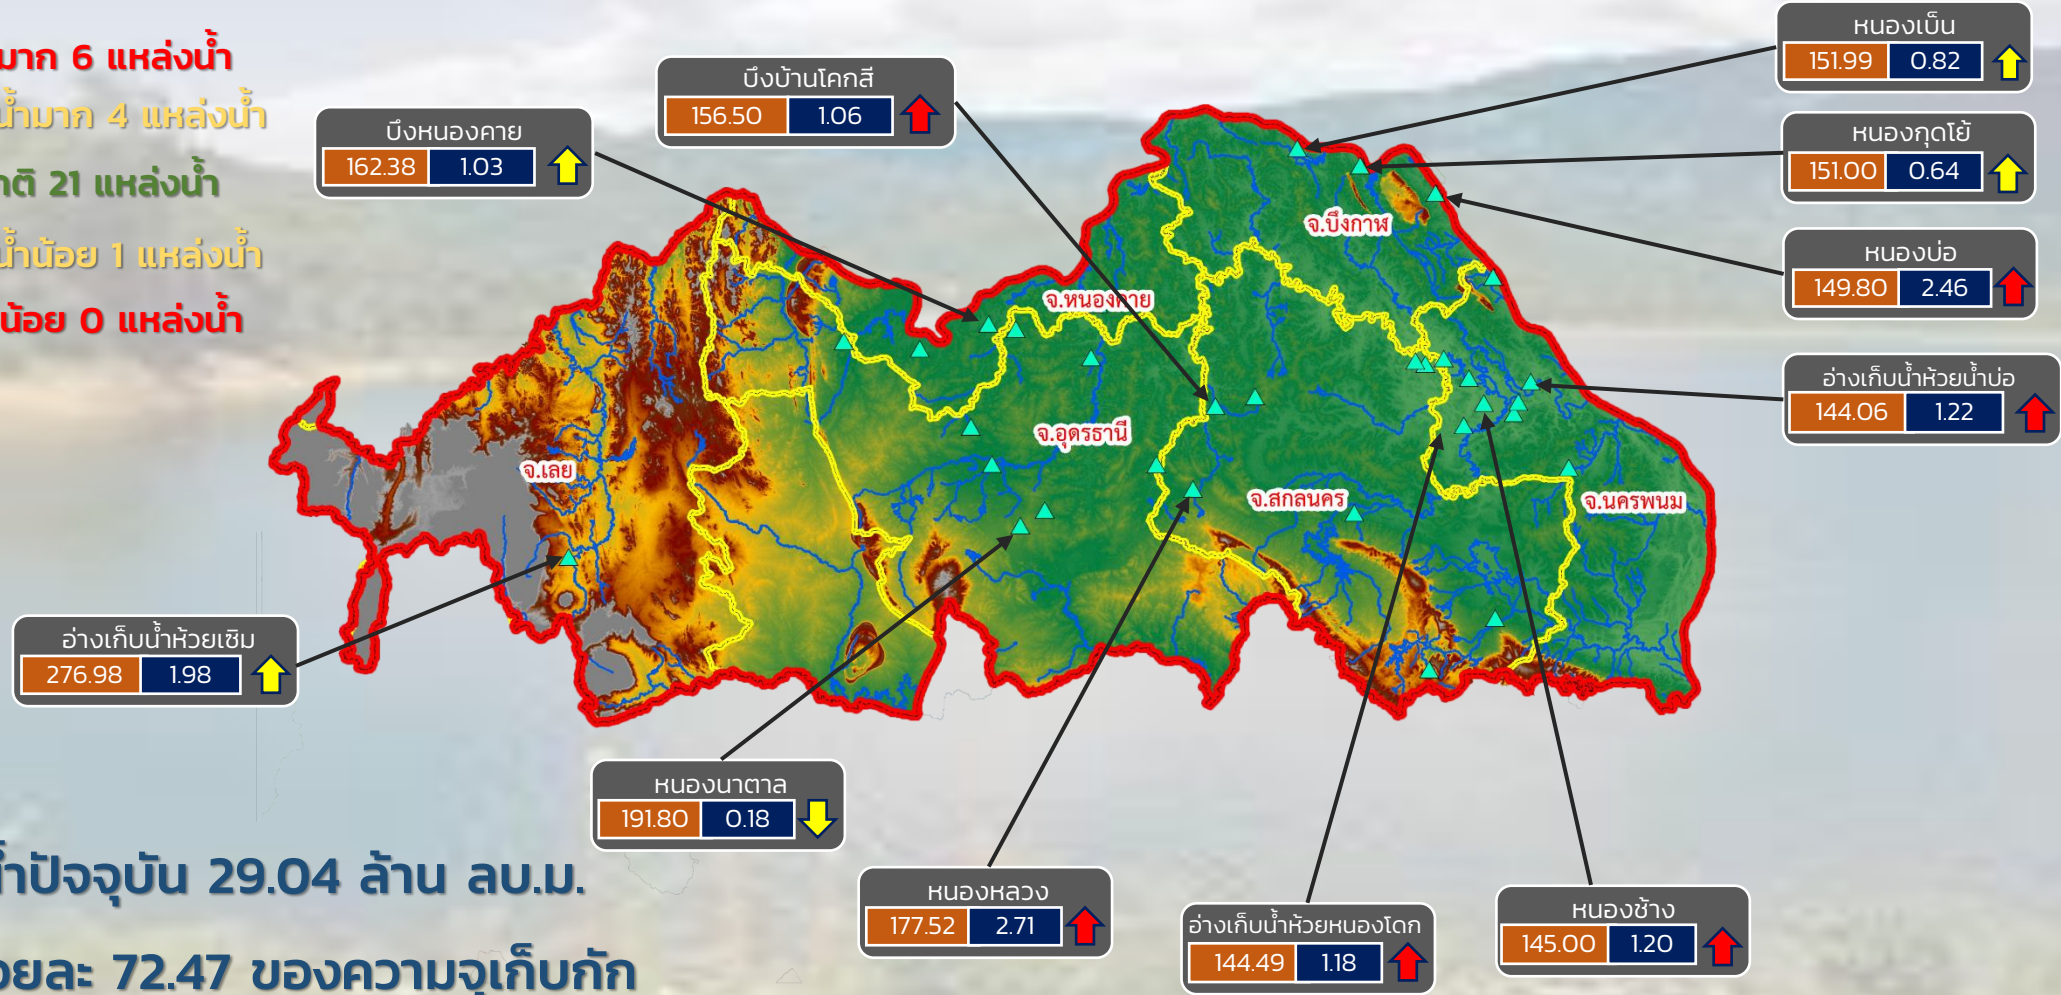 มาก 6 แหล่งน้ำ
น้ำมาก 4 แหล่งน้ำ
21 แหล่งน้ำ
น้ำน้อย 1 แหล่งน้ำ
น้อย 0 แหล่งน้ำ
บึงหนองคาย
162.38 1.03
บึงบ้านโคกสี
156.50 1.06
หนองเบ็น
151.99 0.82
หนองกุดโย้
151.00 0.64
หนองบ่อ
149.80 2.46
อ่างเก็บน้ำห้วยน้ำบ่อ
144.06 1.22
จ.บึงกาฬ
จ.หนองคาย
จ.อุดรธานี
จ.เลย
จ.สกลนคร
จ.นครพนม
อ่างเก็บน้ำห้วยเซิม
276.98 1.98
หนองนาตาล
191.80 0.18
หนองหลวง
177.52 2.71
อ่างเก็บน้ำห้วยหนองโดก
144.49 1.18
หนองช้าง
145.00 1.20
น้ำปัจจุบัน 29.04 ล้าน ลบ.ม.
72.47 ของความจุเก็บกัก